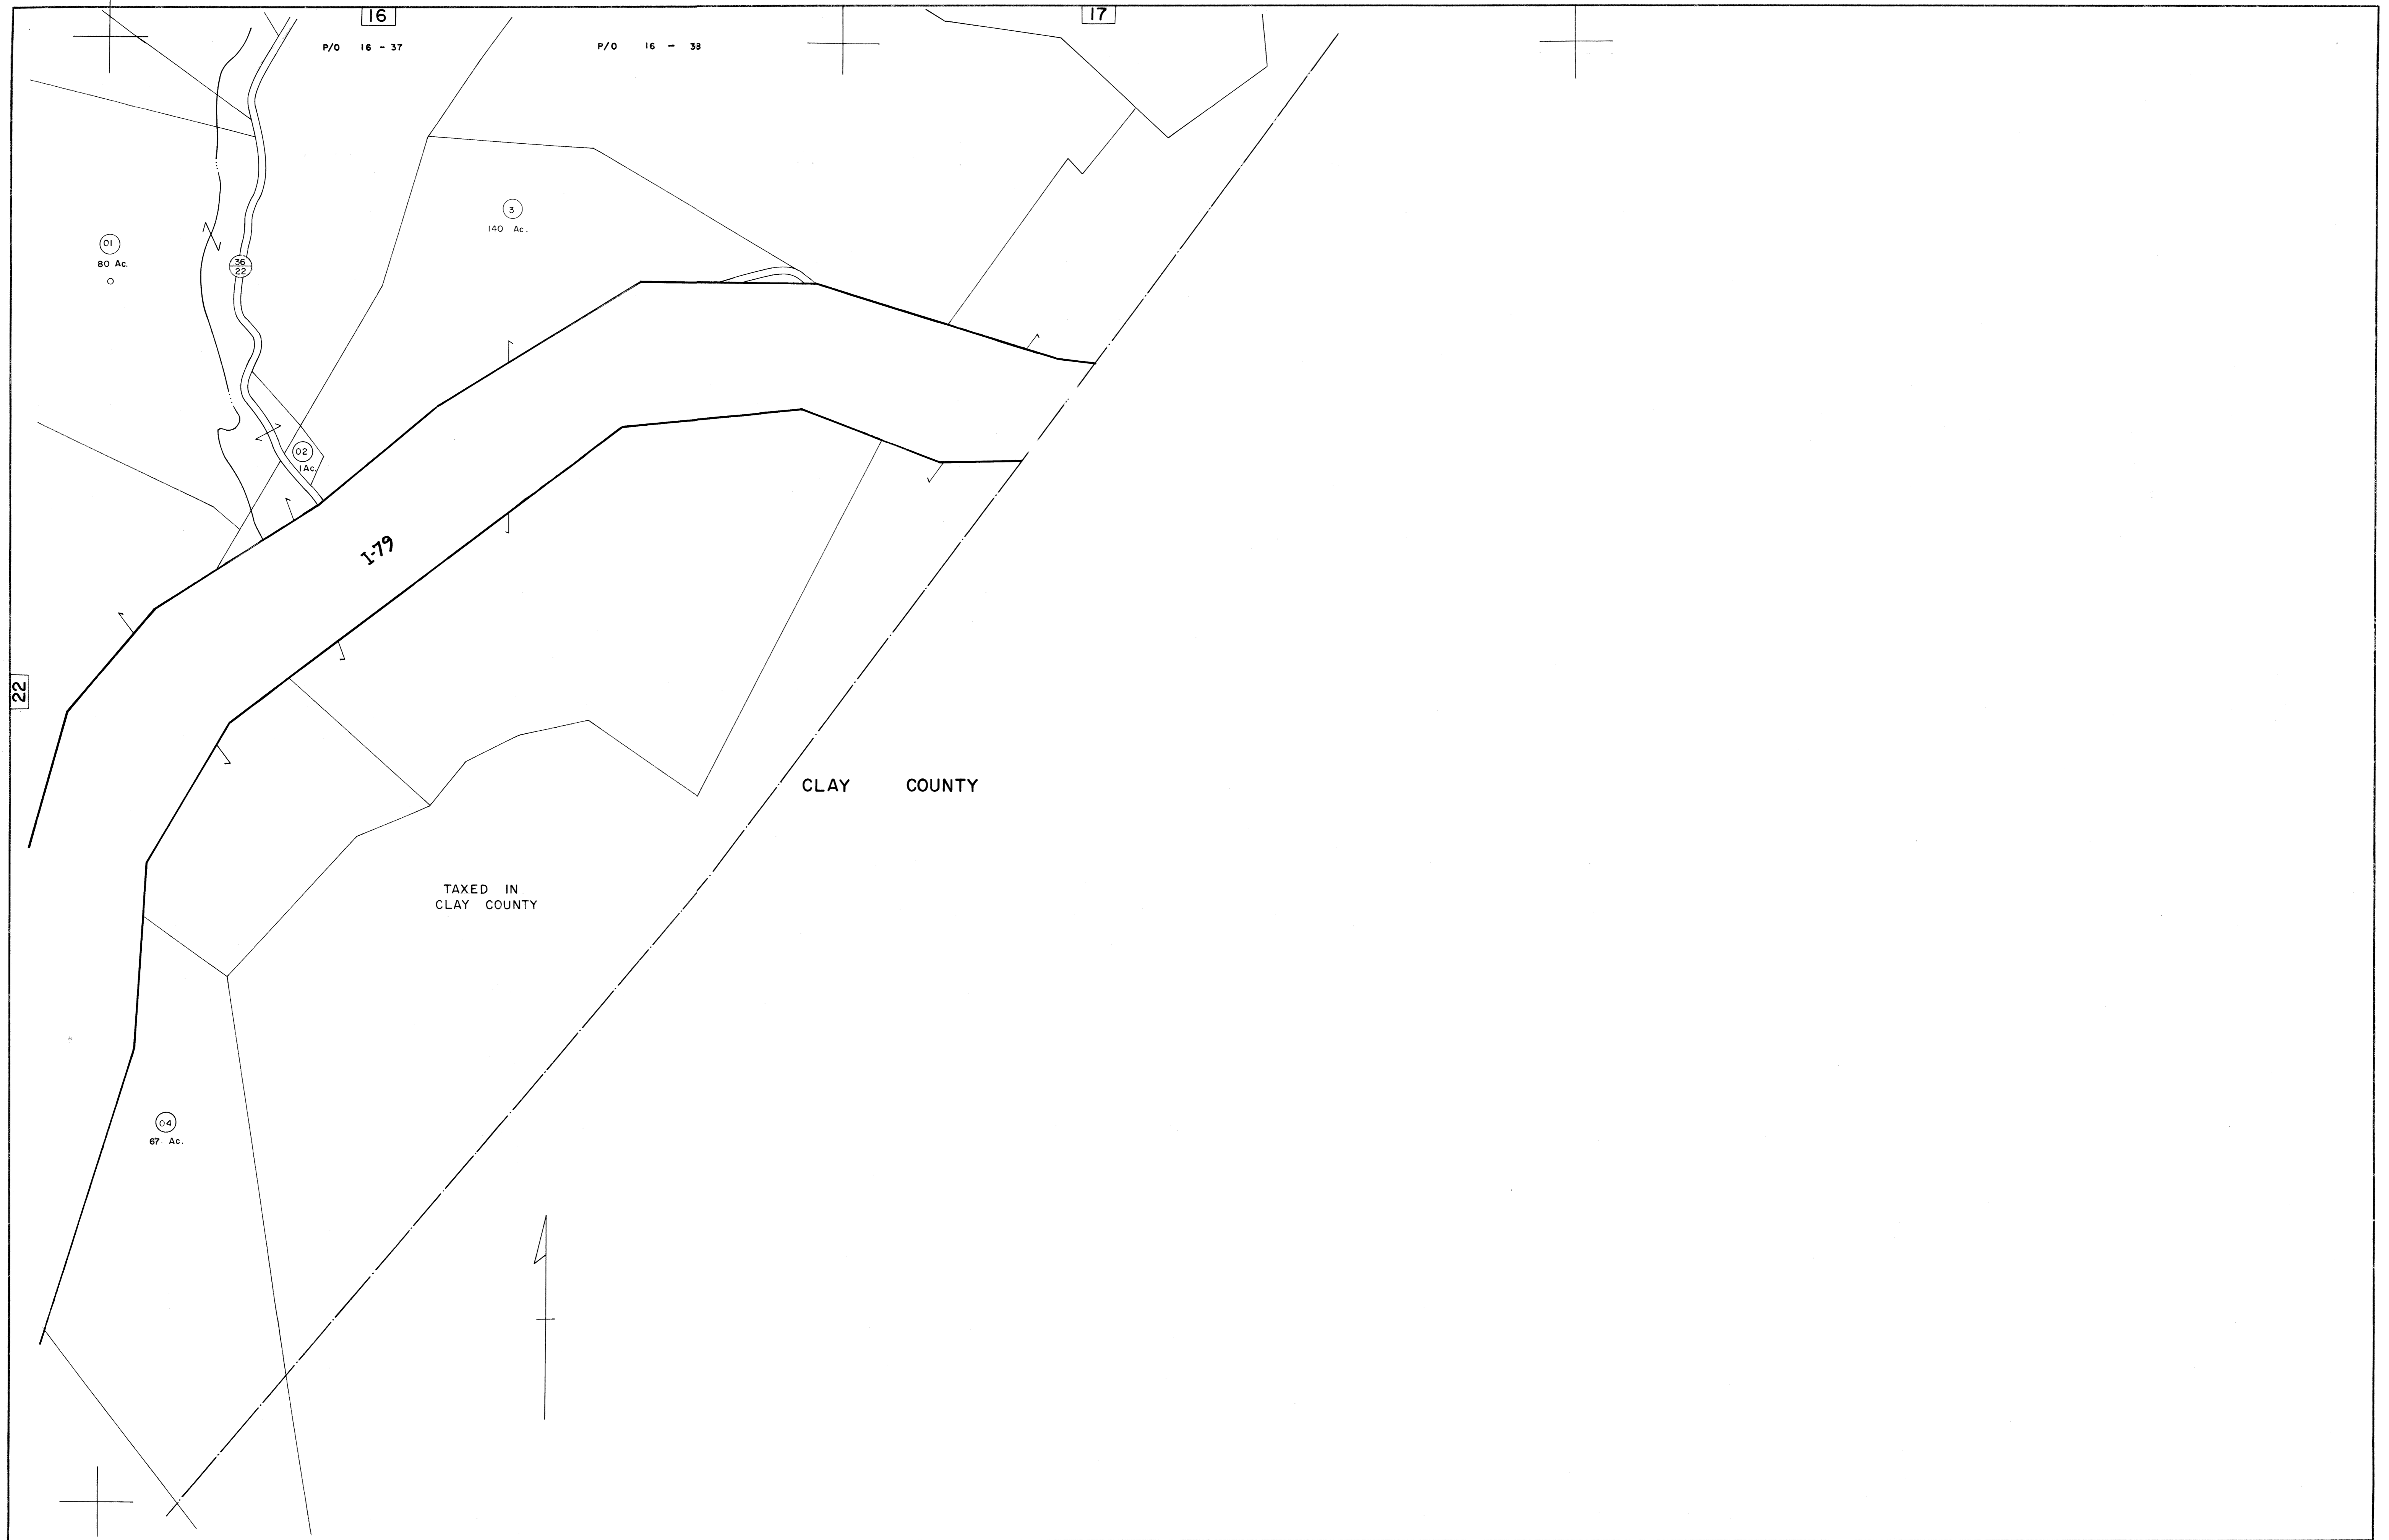 16
17
P/O 16 - 37
P/O 16 - 38
3
140 Ac.
01
80 Ac.
36
22
02
1Ac.
I-79
22
CLAY COUNTY
TAXED IN
CLAY COUNTY
04
67 Ac.